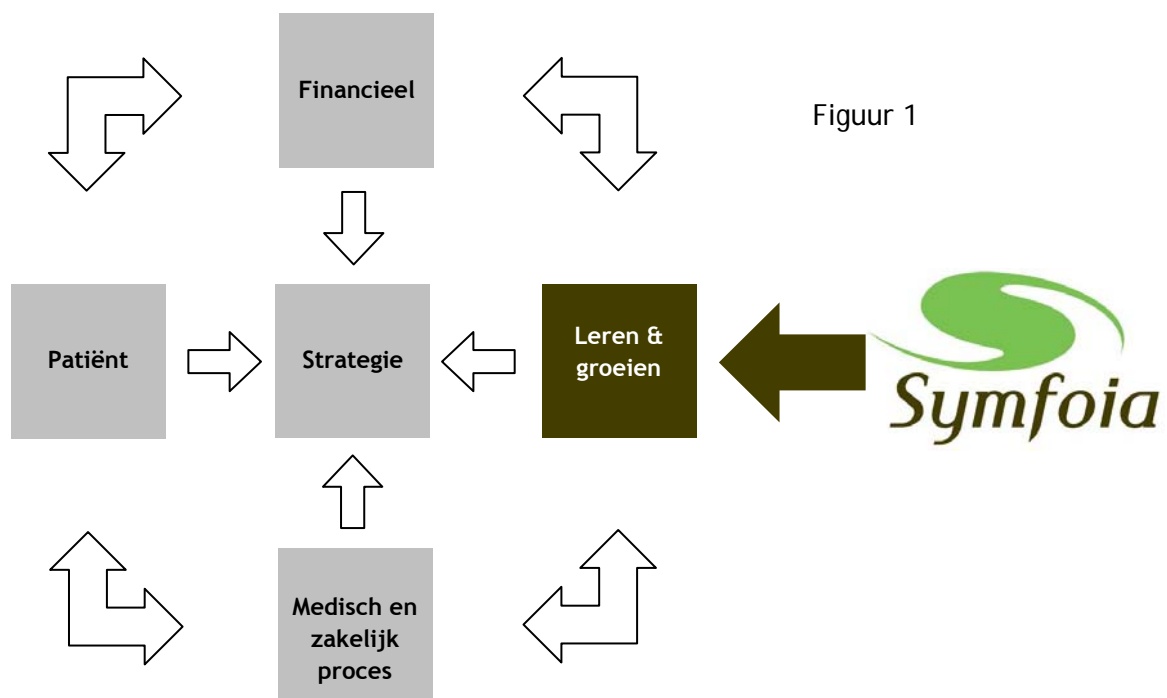 Financieel
Figuur 1
Patiënt
Strategie
Leren &
groeien
Symfoia
Medisch en
zakelijk
proces